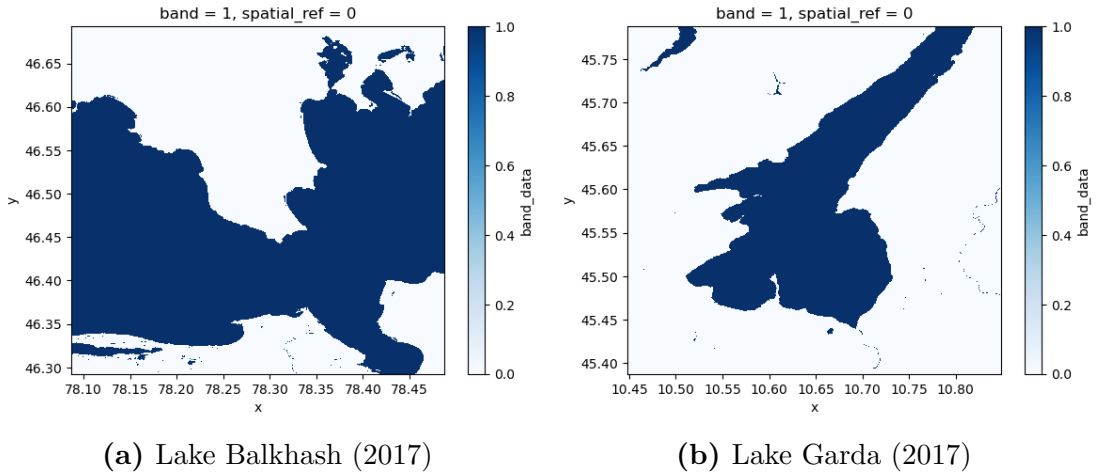 band = 1, spatial_ref = 0
46.65
46.60
46.55
46.50
46.45
46.40
46.35
46.30
y
78.10 78.15 78.20 78.25 78.30 78.35 78.40 78.45
x
1.0
0.8
0.6
0.4
0.2
0.0
band_data
(a) Lake Balkhash (2017)
band = 1, spatial_ref = 0
45.75
45.70
45.65
45.60
45.55
45.50
45.45
45.40
y
10.45 10.50 10.55 10.60 10.65 10.70 10.75 10.80
x
1.0
0.8
0.6
0.4
0.2
0.0
band_data
(b) Lake Garda (2017)